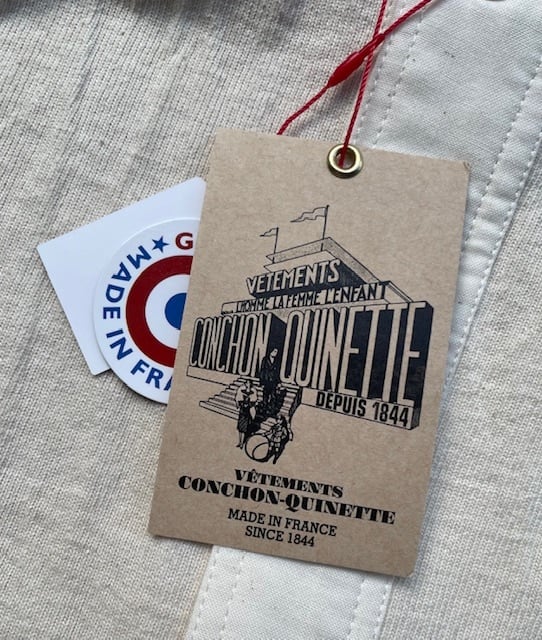 VÊTEMENTS
L'HOMME LA FEMME L'ENFANT
CONCHON QUINETTE
DEPUIS 1844
VÊTEMENTS
CONCHON-QUINETTE
MADE IN FRANCE
SINCE 1844
★ G
MADE IN FRA